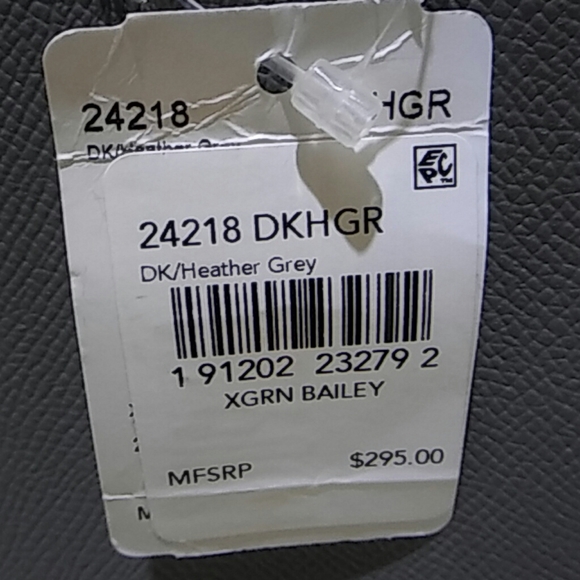 24218
HGR
DK/Heather Grey
EPC
24218 DKHGR
DK/Heather Grey
1 91202 23279 2
XGRN BAILEY
MFSRP $295.00
M